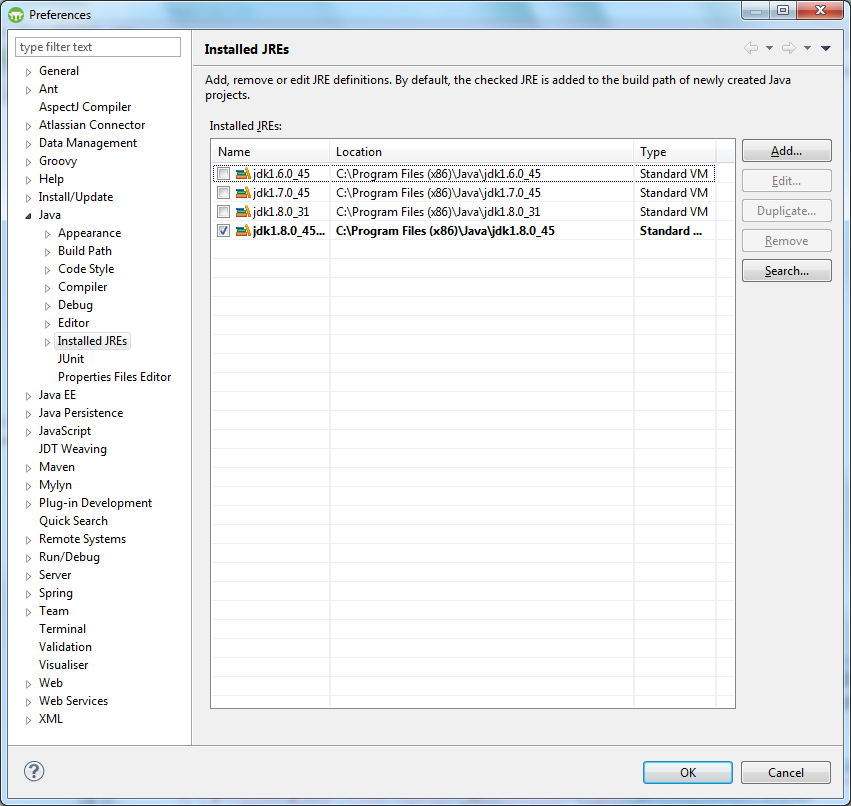 Preferences
type filter text
General
Ant
AspectJ Compiler
Atlassian Connector
Data Management
Groovy
Help
Install/Update
Java
Appearance
Build Path
Code Style
Compiler
Debug
Editor
Installed JREs
JUnit
Properties Files Editor
Java EE
Java Persistence
JavaScript
JDT Weaving
Maven
Mylyn
Plug-in Development
Quick Search
Remote Systems
Run/Debug
Server
Spring
Team
Terminal
Validation
Visualiser
Web
Web Services
XML
Installed JREs
Add, remove or edit JRE definitions. By default, the checked JRE is added to the build path of newly created Java
projects.
Installed JREs:
Name Location Type
jdk1.6.0_45 C:\Program Files (x86)\Java\jdk1.6.0_45 Standard VM
jdk1.7.0_45 C:\Program Files (x86)\Java\jdk1.7.0_45 Standard VM
jdk1.8.0_31 C:\Program Files (x86)\Java\jdk1.8.0_31 Standard VM
jdk1.8.0_45... C:\Program Files (x86)\Java\jdk1.8.0_45 Standard ...
Add...
Edit...
Duplicate...
Remove
Search...
OK Cancel